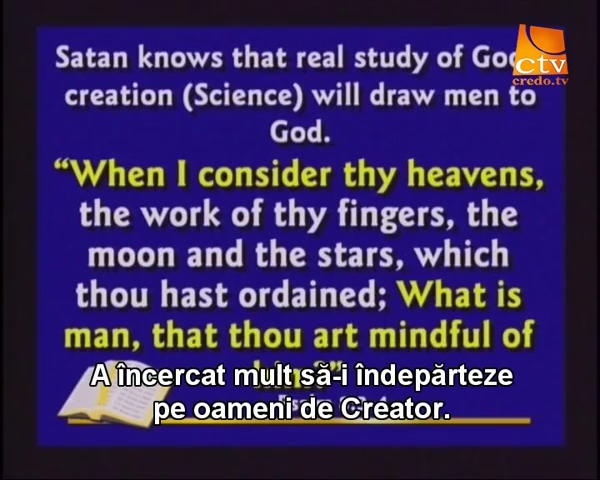 Satan knows that real study of God
ctv
credo.tv
creation (Science) will draw men to
God.
“When I consider thy heavens,
the work of thy fingers, the
moon and the stars, which
thou hast ordained; What is
man, that thou art mindful of
A încercat mult să-i îndepărteze
pe oameni de Creator.